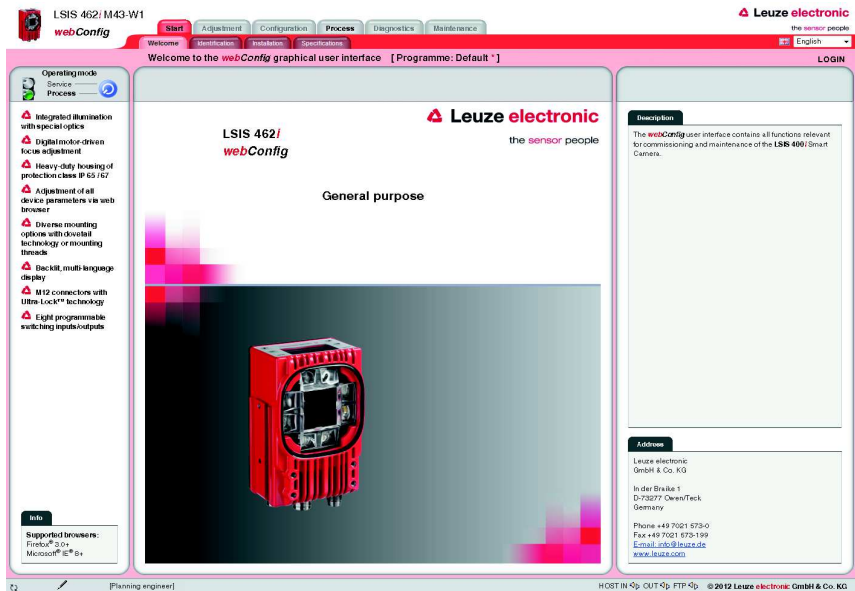 LSIS 462i M43-W1
webConfig
Leuze electronic
the sensor people
Start Adjustment Configuration Process Diagnostics Maintenance
Welcome Identification Installation Specifications
English
Welcome to the webConfig graphical user interface [ Programme: Default * ]
LOGIN
Operating mode
Service
Process
Integrated illumination
with special optics
Digital motor-driven
focus adjustment
Heavy-duty housing of
protection class IP 65 / 67
Adjustment of all
device parameters via web
browser
Diverse mounting
options with dovetail
technology or mounting
threads
Backlit, multi-language
display
M12 connectors with
Ultra-Lock™ technology
Eight programmable
switching inputs/outputs
Info
Supported browsers:
Firefox® 3.0+
Microsoft® IE® 8+
Leuze electronic
the sensor people
LSIS 462i
webConfig
General purpose
Description
The webConfig user interface contains all functions relevant
for commissioning and maintenance of the LSIS 400i Smart
Camera.
Address
Leuze electronic
GmbH & Co. KG
In der Braike 1
D-73277 Owen/Teck
Germany
Phone +49 7021 573-0
Fax +49 7021 573-199
E-mail: info@leuze.de
www.leuze.com
[Planning engineer]
HOST IN OUT FTP © 2012 Leuze electronic GmbH & Co. KG